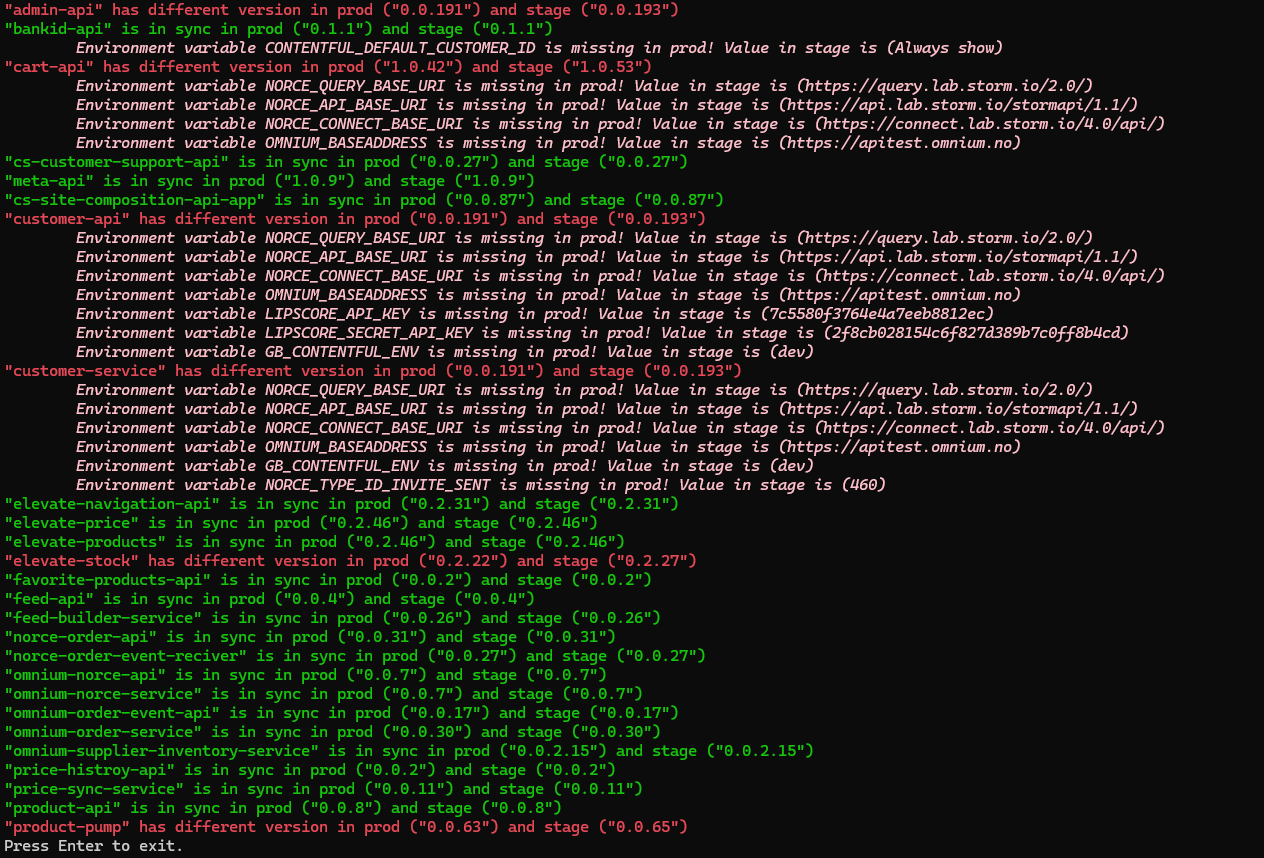 "admin-api" has different version in prod ("0.0.191") and stage ("0.0.193")
"bankid-api" is in sync in prod ("0.1.1") and stage ("0.1.1")
Environment variable CONTENTFUL_DEFAULT_CUSTOMER_ID is missing in prod! Value in stage is (Always show)
"cart-api" has different version in prod ("1.0.42") and stage ("1.0.53")
Environment variable NORCE_QUERY_BASE_URI is missing in prod! Value in stage is (https://query.lab.storm.io/2.0/)
Environment variable NORCE_API_BASE_URI is missing in prod! Value in stage is (https://api.lab.storm.io/stormapi/1.1/)
Environment variable NORCE_CONNECT_BASE_URI is missing in prod! Value in stage is (https://connect.lab.storm.io/4.0/api/)
Environment variable OMNIUM_BASEADDRESS is missing in prod! Value in stage is (https://apitest.omnium.no)
"cs-customer-support-api" is in sync in prod ("0.0.27") and stage ("0.0.27")
"meta-api" is in sync in prod ("1.0.9") and stage ("1.0.9")
"cs-site-composition-api-app" is in sync in prod ("0.0.87") and stage ("0.0.87")
"customer-api" has different version in prod ("0.0.191") and stage ("0.0.193")
Environment variable NORCE_QUERY_BASE_URI is missing in prod! Value in stage is (https://query.lab.storm.io/2.0/)
Environment variable NORCE_API_BASE_URI is missing in prod! Value in stage is (https://api.lab.storm.io/stormapi/1.1/)
Environment variable NORCE_CONNECT_BASE_URI is missing in prod! Value in stage is (https://connect.lab.storm.io/4.0/api/)
Environment variable OMNIUM_BASEADDRESS is missing in prod! Value in stage is (https://apitest.omnium.no)
Environment variable LIPSCORE_API_KEY is missing in prod! Value in stage is (7c5580f3764e4a7eeb8812ec)
Environment variable LIPSCORE_SECRET_API_KEY is missing in prod! Value in stage is (2f8cb028154c6f827d389b7c0ff8b4cd)
Environment variable GB_CONTENTFUL_ENV is missing in prod! Value in stage is (dev)
"customer-service" has different version in prod ("0.0.191") and stage ("0.0.193")
Environment variable NORCE_QUERY_BASE_URI is missing in prod! Value in stage is (https://query.lab.storm.io/2.0/)
Environment variable NORCE_API_BASE_URI is missing in prod! Value in stage is (https://api.lab.storm.io/stormapi/1.1/)
Environment variable NORCE_CONNECT_BASE_URI is missing in prod! Value in stage is (https://connect.lab.storm.io/4.0/api/)
Environment variable OMNIUM_BASEADDRESS is missing in prod! Value in stage is (https://apitest.omnium.no)
Environment variable GB_CONTENTFUL_ENV is missing in prod! Value in stage is (dev)
Environment variable NORCE_TYPE_ID_INVITE_SENT is missing in prod! Value in stage is (460)
"elevate-navigation-api" is in sync in prod ("0.2.31") and stage ("0.2.31")
"elevate-price" is in sync in prod ("0.2.46") and stage ("0.2.46")
"elevate-products" is in sync in prod ("0.2.46") and stage ("0.2.46")
"elevate-stock" has different version in prod ("0.2.22") and stage ("0.2.27")
"favorite-products-api" is in sync in prod ("0.0.2") and stage ("0.0.2")
"feed-api" is in sync in prod ("0.0.4") and stage ("0.0.4")
"feed-builder-service" is in sync in prod ("0.0.26") and stage ("0.0.26")
"norce-order-api" is in sync in prod ("0.0.31") and stage ("0.0.31")
"norce-order-event-reciver" is in sync in prod ("0.0.27") and stage ("0.0.27")
"omnium-norce-api" is in sync in prod ("0.0.7") and stage ("0.0.7")
"omnium-norce-service" is in sync in prod ("0.0.7") and stage ("0.0.7")
"omnium-order-event-api" is in sync in prod ("0.0.17") and stage ("0.0.17")
"omnium-order-service" is in sync in prod ("0.0.30") and stage ("0.0.30")
"omnium-supplier-inventory-service" is in sync in prod ("0.0.2.15") and stage ("0.0.2.15")
"price-histroy-api" is in sync in prod ("0.0.2") and stage ("0.0.2")
"price-sync-service" is in sync in prod ("0.0.11") and stage ("0.0.11")
"product-api" is in sync in prod ("0.0.8") and stage ("0.0.8")
"product-pump" has different version in prod ("0.0.63") and stage ("0.0.65")
Press Enter to exit.